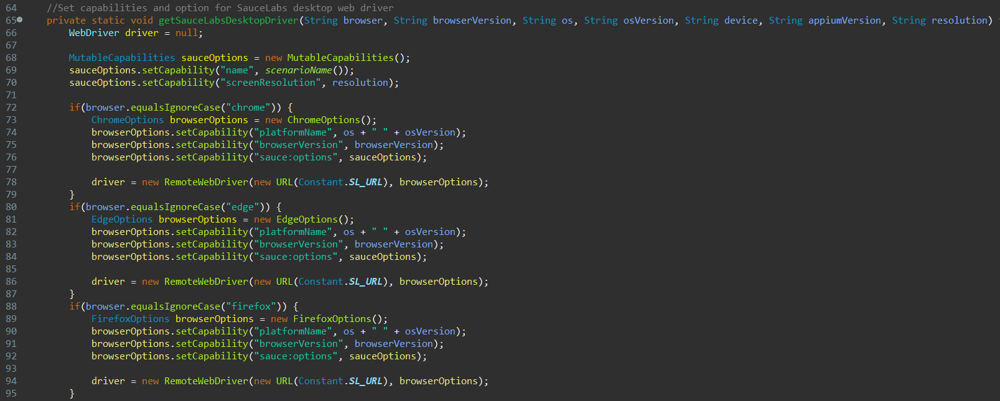 64 //Set capabilities and option for SauceLabs desktop web driver
65 private static void getSauceLabsDesktopDriver(String browser, String browserVersion, String os, String osVersion, String device, String appiumVersion, String resolution)
66 WebDriver driver = null;
67
68 MutableCapabilities sauceOptions = new MutableCapabilities();
69 sauceOptions.setCapability("name", scenarioName());
70 sauceOptions.setCapability("screenResolution", resolution);
71
72 if(browser.equalsIgnoreCase("chrome")) {
73 ChromeOptions browserOptions = new ChromeOptions();
74 browserOptions.setCapability("platformName", os + " " + osVersion);
75 browserOptions.setCapability("browserVersion", browserVersion);
76 browserOptions.setCapability("sauce:options", sauceOptions);
77
78 driver = new RemoteWebDriver(new URL(Constant.SL_URL), browserOptions);
79 }
80 if(browser.equalsIgnoreCase("edge")) {
81 EdgeOptions browserOptions = new EdgeOptions();
82 browserOptions.setCapability("platformName", os + " " + osVersion);
83 browserOptions.setCapability("browserVersion", browserVersion);
84 browserOptions.setCapability("sauce:options", sauceOptions);
85
86 driver = new RemoteWebDriver(new URL(Constant.SL_URL), browserOptions);
87 }
88 if(browser.equalsIgnoreCase("firefox")) {
89 FirefoxOptions browserOptions = new FirefoxOptions();
90 browserOptions.setCapability("platformName", os + " " + osVersion);
91 browserOptions.setCapability("browserVersion", browserVersion);
92 browserOptions.setCapability("sauce:options", sauceOptions);
93
94 driver = new RemoteWebDriver(new URL(Constant.SL_URL), browserOptions);
95 }